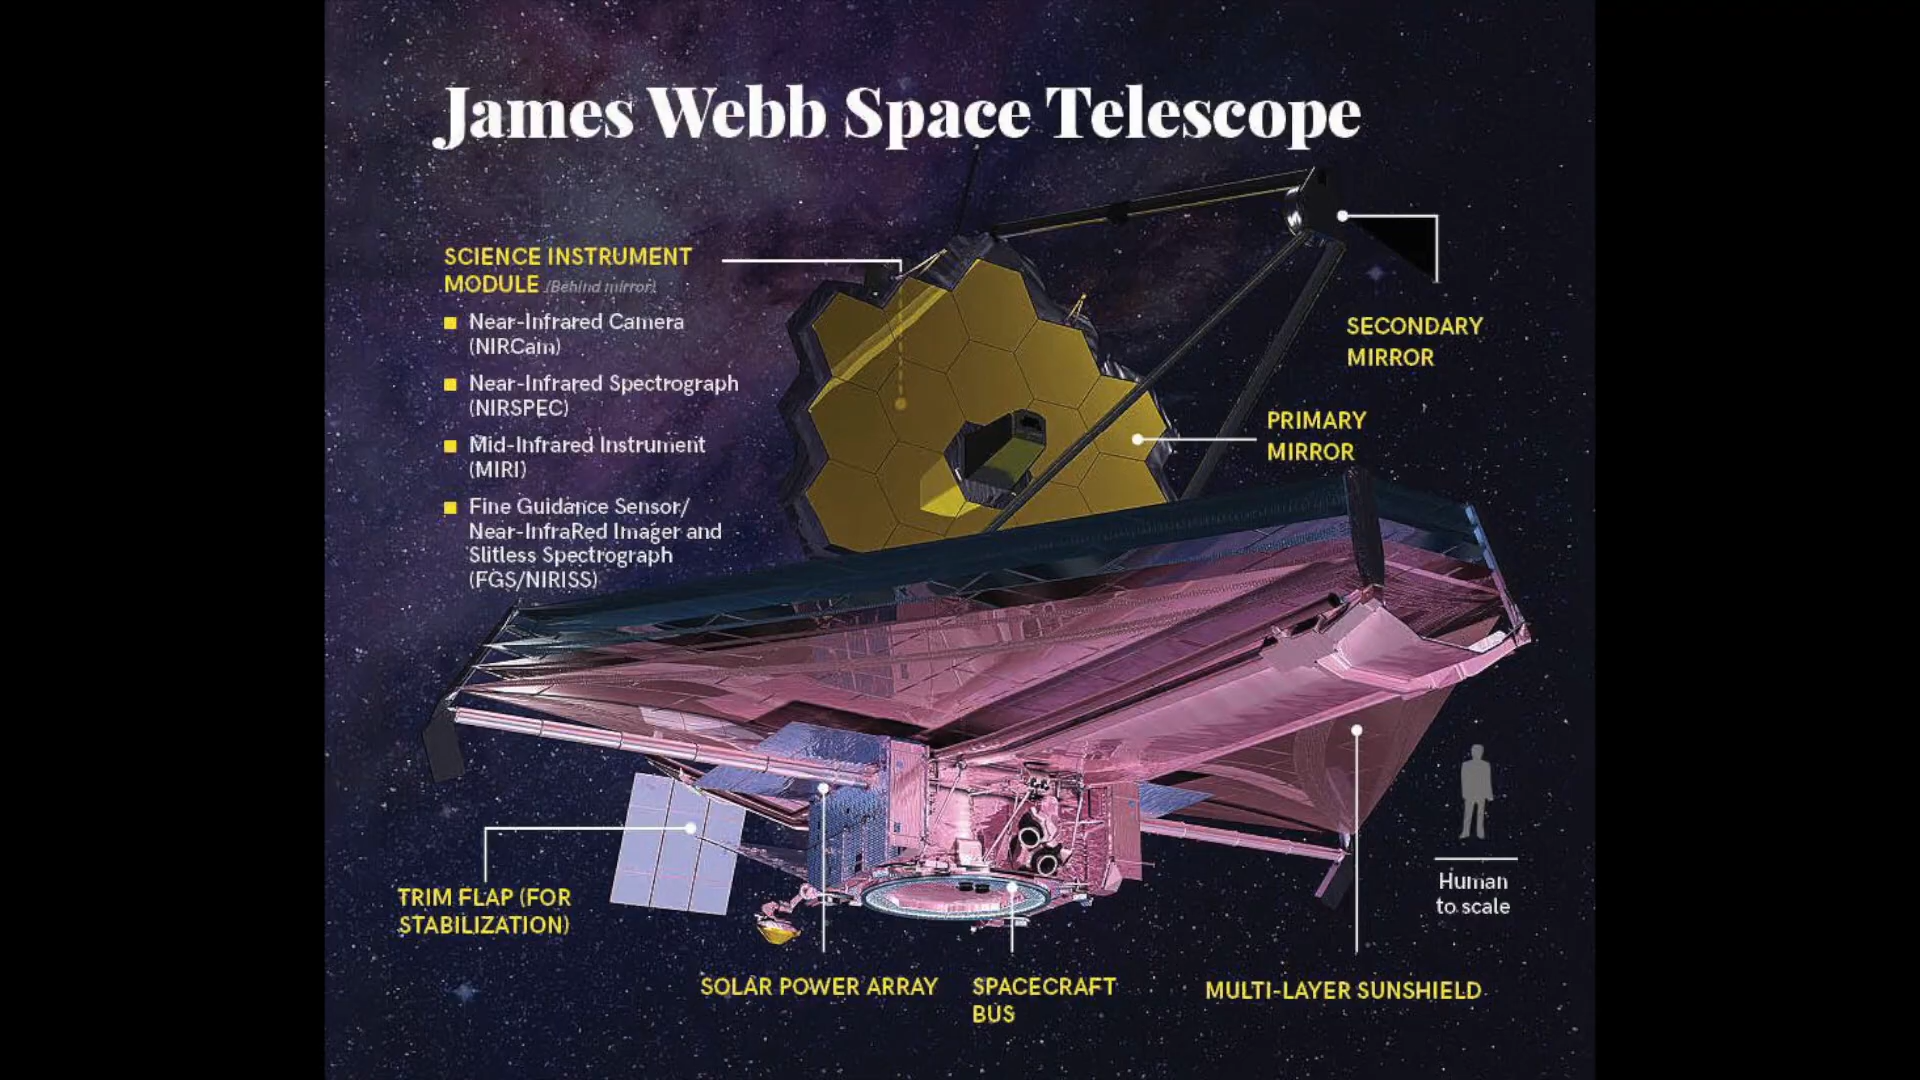 James Webb Space Telescope
SCIENCE INSTRUMENT
MODULE (Behind mirror)
Near-Infrared Camera
(NIRCam)
Near-Infrared Spectrograph
(NIRSPEC)
Mid-Infrared Instrument
(MIRI)
Fine Guidance Sensor/
Near-InfraRed Imager and
Slitless Spectrograph
(FGS/NIRISS)
SECONDARY
MIRROR
PRIMARY
MIRROR
TRIM FLAP (FOR
STABILIZATION)
SOLAR POWER ARRAY
SPACECRAFT
BUS
MULTI-LAYER SUNSHIELD
Human
to scale